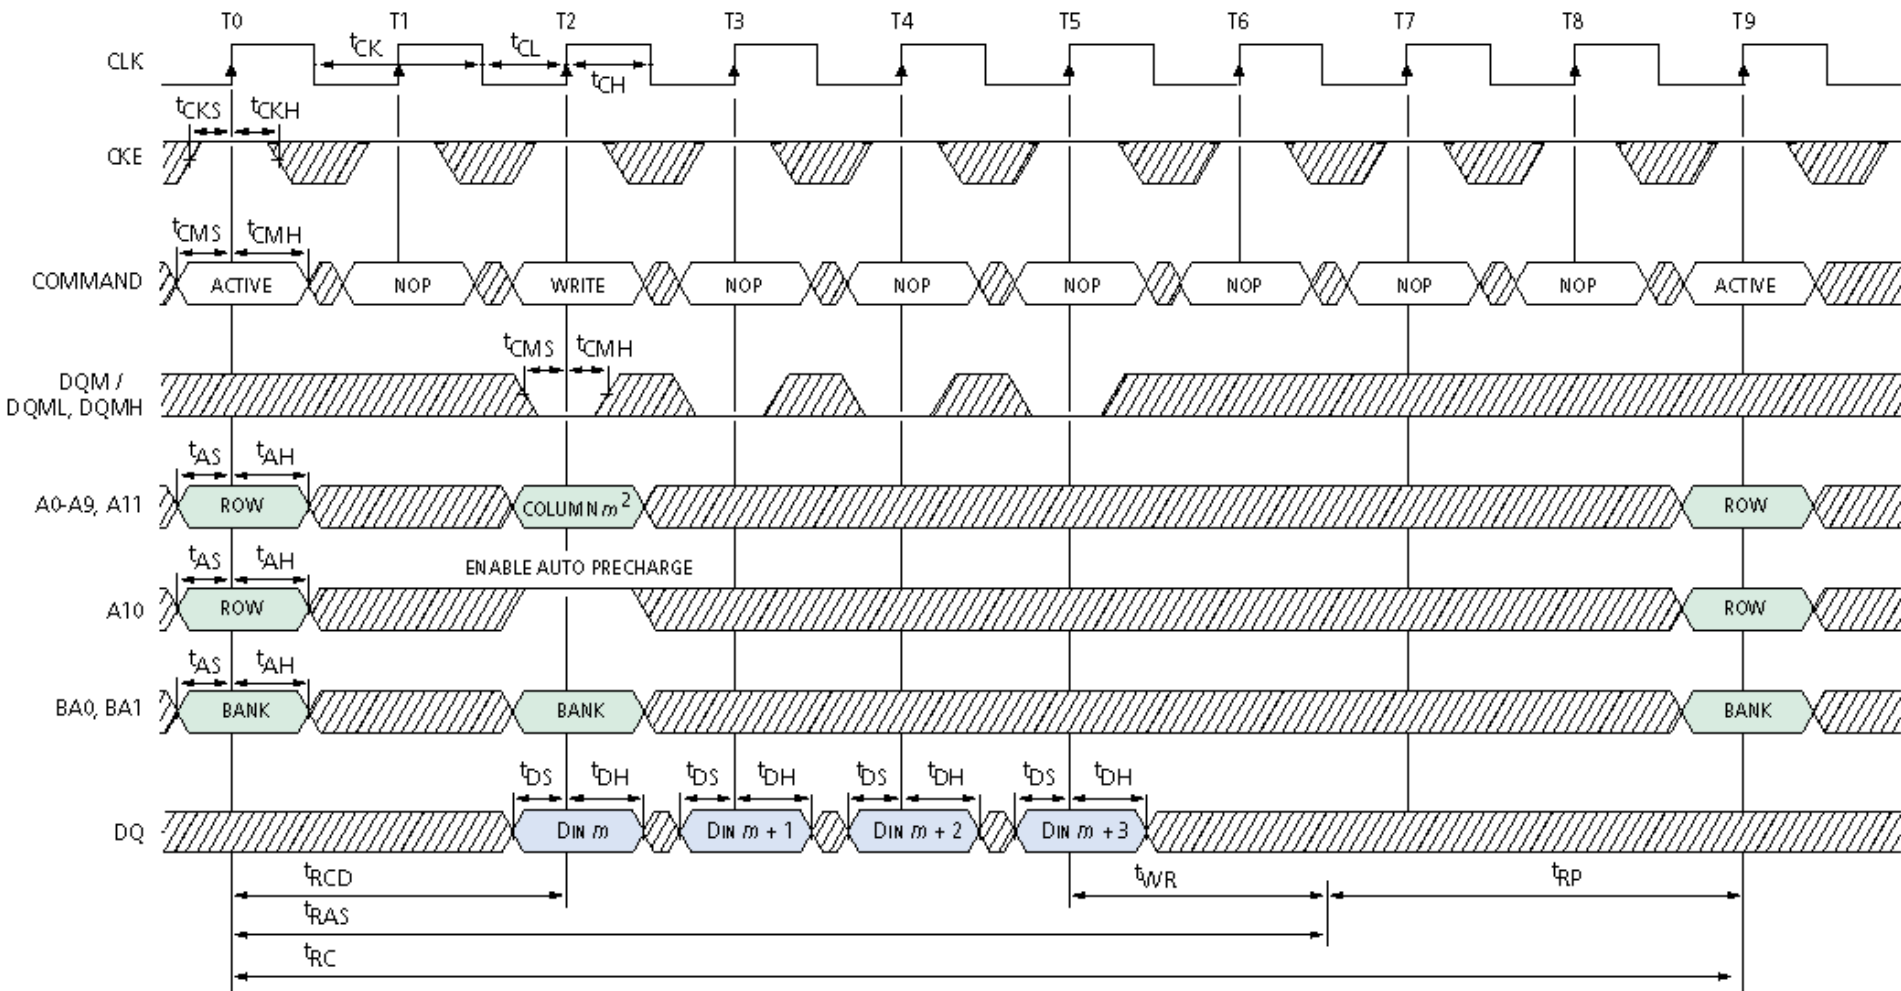 T0 T1 T2 T3 T4 T5 T6 T7 T8 T9
CLK tCK tCL tCH
tCKS tCKH
CKE
tCMS tCMH
COMMAND ACTIVE NOP WRITE NOP NOP NOP NOP NOP NOP ACTIVE
tCMS tCMH
DQM /
DQML, DQMH
tAS tAH
A0-A9, A11 ROW COLUMN m² ROW
tAS tAH ENABLE AUTO PRECHARGE
A10 ROW ROW
tAS tAH
BA0, BA1 BANK BANK BANK
tDS tDH tDS tDH tDS tDH tDS tDH
DQ DIN m DIN m + 1 DIN m + 2 DIN m + 3
tRCD tWR tRP
tRAS
tRC